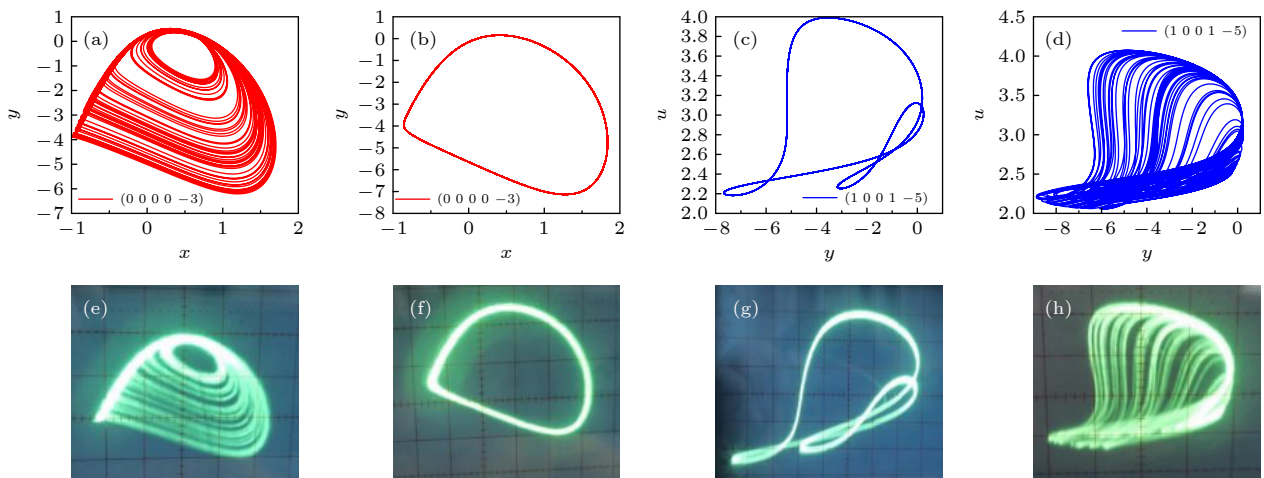 1
0
−1
−2
−3
−4
−5
−6
−7
(a)
(0 0 0 0 −3)
−1 0 1 2
x
y
1
0
−1
−2
−3
−4
−5
−6
−7
−8
(b)
(0 0 0 0 −3)
−1 0 1 2
x
y
4.0
3.8
3.6
3.4
3.2
3.0
2.8
2.6
2.4
2.2
2.0
(c)
(1 0 0 1 −5)
−8 −6 −4 −2 0
y
u
4.5
4.0
3.5
3.0
2.5
2.0
(d)
(1 0 0 1 −5)
−8 −6 −4 −2 0
y
u
(e)
(f)
(g)
(h)